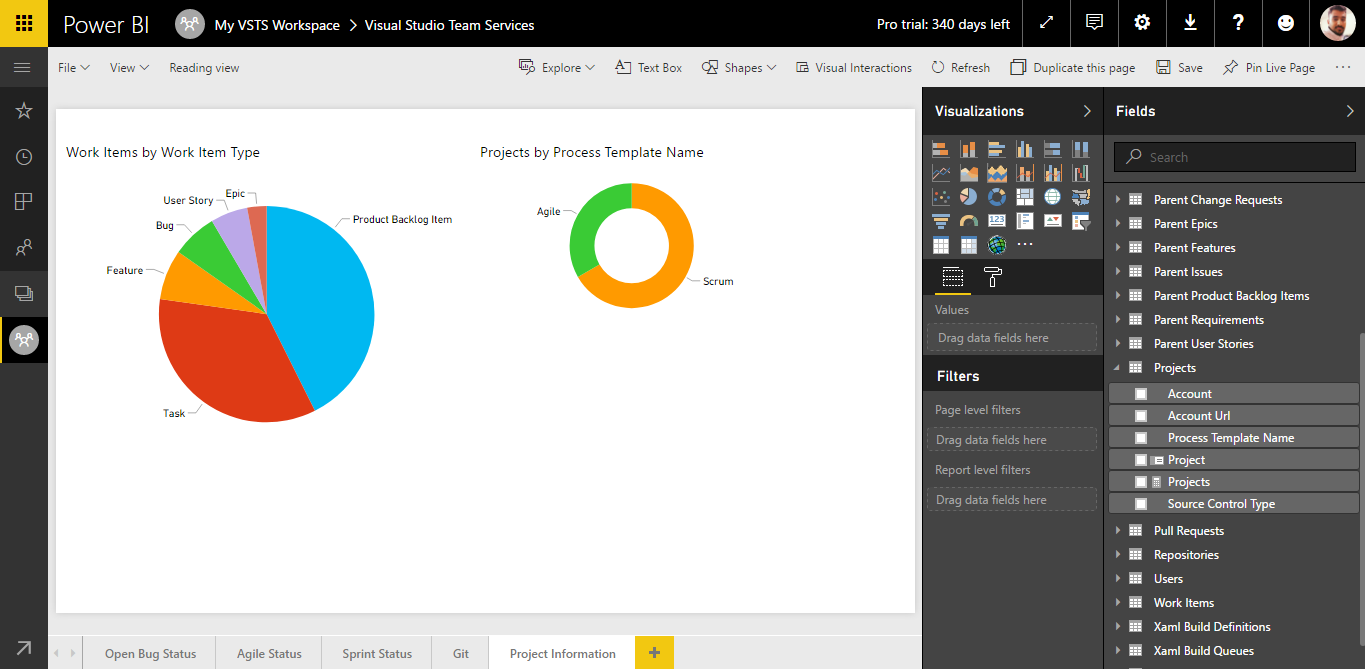 Power BI
My VSTS Workspace > Visual Studio Team Services
Pro trial: 340 days left
?
File
View
Reading view
Explore
Text Box
Shapes
Visual Interactions
Refresh
Duplicate this page
Save
Pin Live Page
...
Work Items by Work Item Type
Epic
User Story
Product Backlog Item
Bug
Feature
Task
Projects by Process Template Name
Agile
Scrum
Visualizations
123
...
Values
Drag data fields here
Filters
Page level filters
Drag data fields here
Report level filters
Drag data fields here
Fields
Search
Parent Change Requests
Parent Epics
Parent Features
Parent Issues
Parent Product Backlog Items
Parent Requirements
Parent User Stories
Projects
Account
Account Url
Process Template Name
Project
Projects
Source Control Type
Pull Requests
Repositories
Users
Work Items
Xaml Build Definitions
Xaml Build Queues
Open Bug Status
Agile Status
Sprint Status
Git
Project Information
+